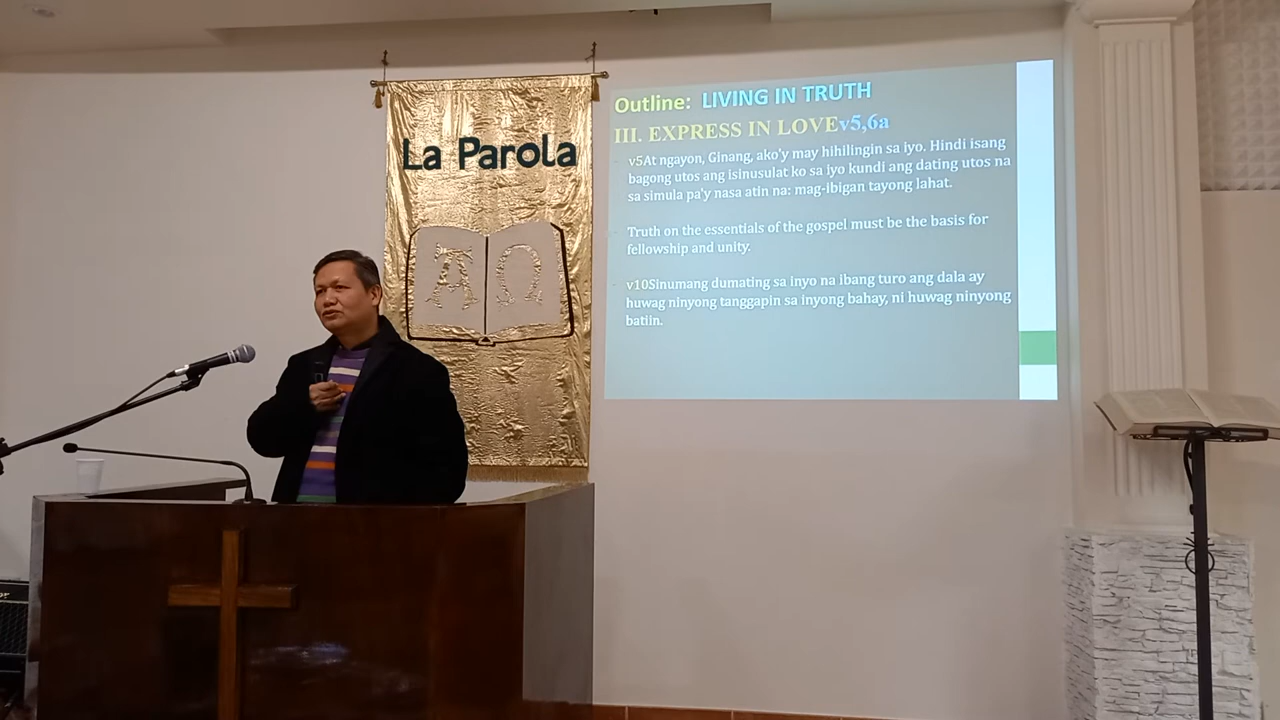 La Parola
Α Ω
Outline: LIVING IN TRUTH
III. EXPRESS IN LOVEv5,6a
v5At ngayon, Ginang, ako'y may hihilingin sa iyo. Hindi isang
bagong utos ang isinusulat ko sa iyo kundi ang dating utos na
sa simula pa'y nasa atin na: mag-ibigan tayong lahat.
Truth on the essentials of the gospel must be the basis for
fellowship and unity.
v10Sinumang dumating sa inyo na ibang turo ang dala ay
huwag ninyong tanggapin sa inyong bahay, ni huwag ninyong
batiin.